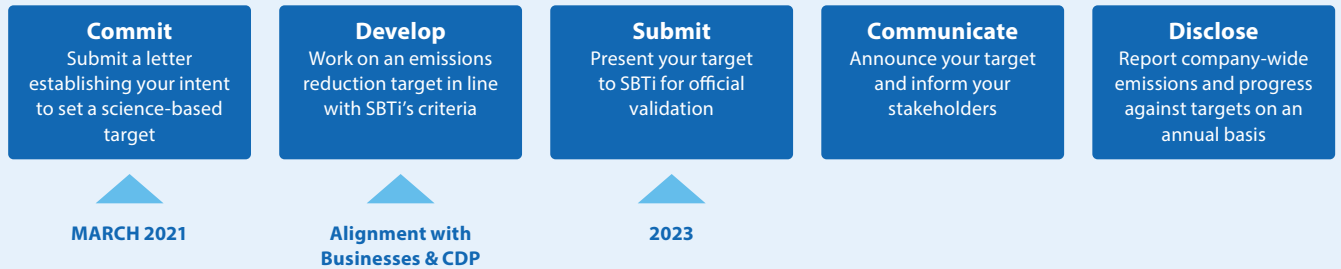 Commit
Submit a letter
establishing your intent
to set a science-based
target
Develop
Work on an emissions
reduction target in line
with SBTi’s criteria
Submit
Present your target
to SBTi for official
validation
Communicate
Announce your target
and inform your
stakeholders
Disclose
Report company-wide
emissions and progress
against targets on an
annual basis
MARCH 2021
Alignment with
Businesses & CDP
2023